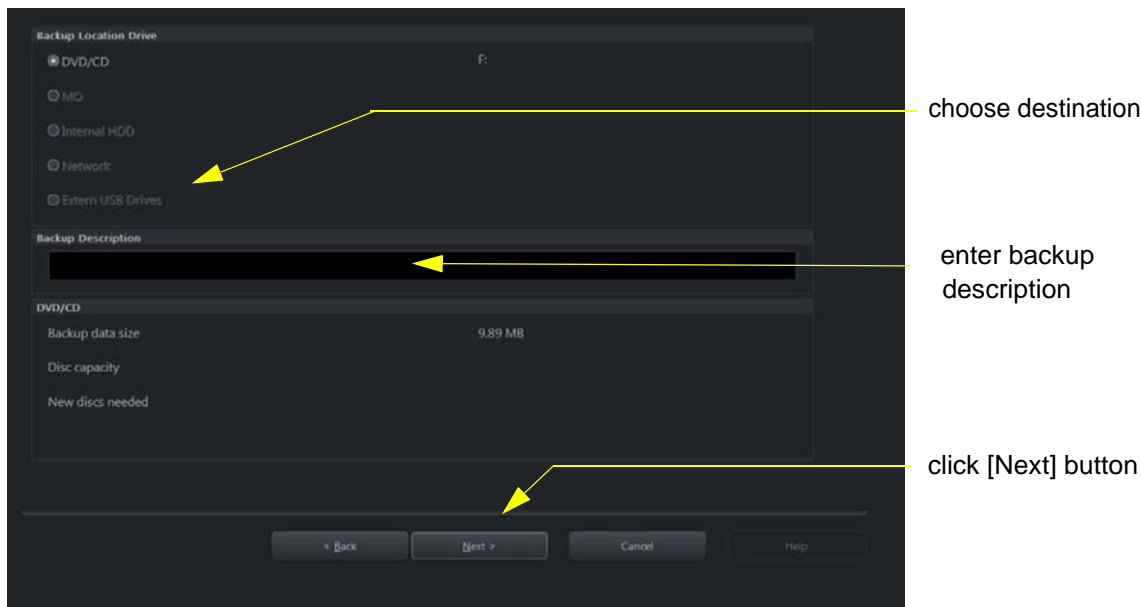 Backup Location Drive
DVD/CD F:
MO
choose destination
Internal HDD
Network
Extern USB Drives
Backup Description
enter backup
description
DVD/CD
Backup data size 9.89 MB
Disc capacity
New discs needed
click [Next] button
< Back Next > Cancel Help